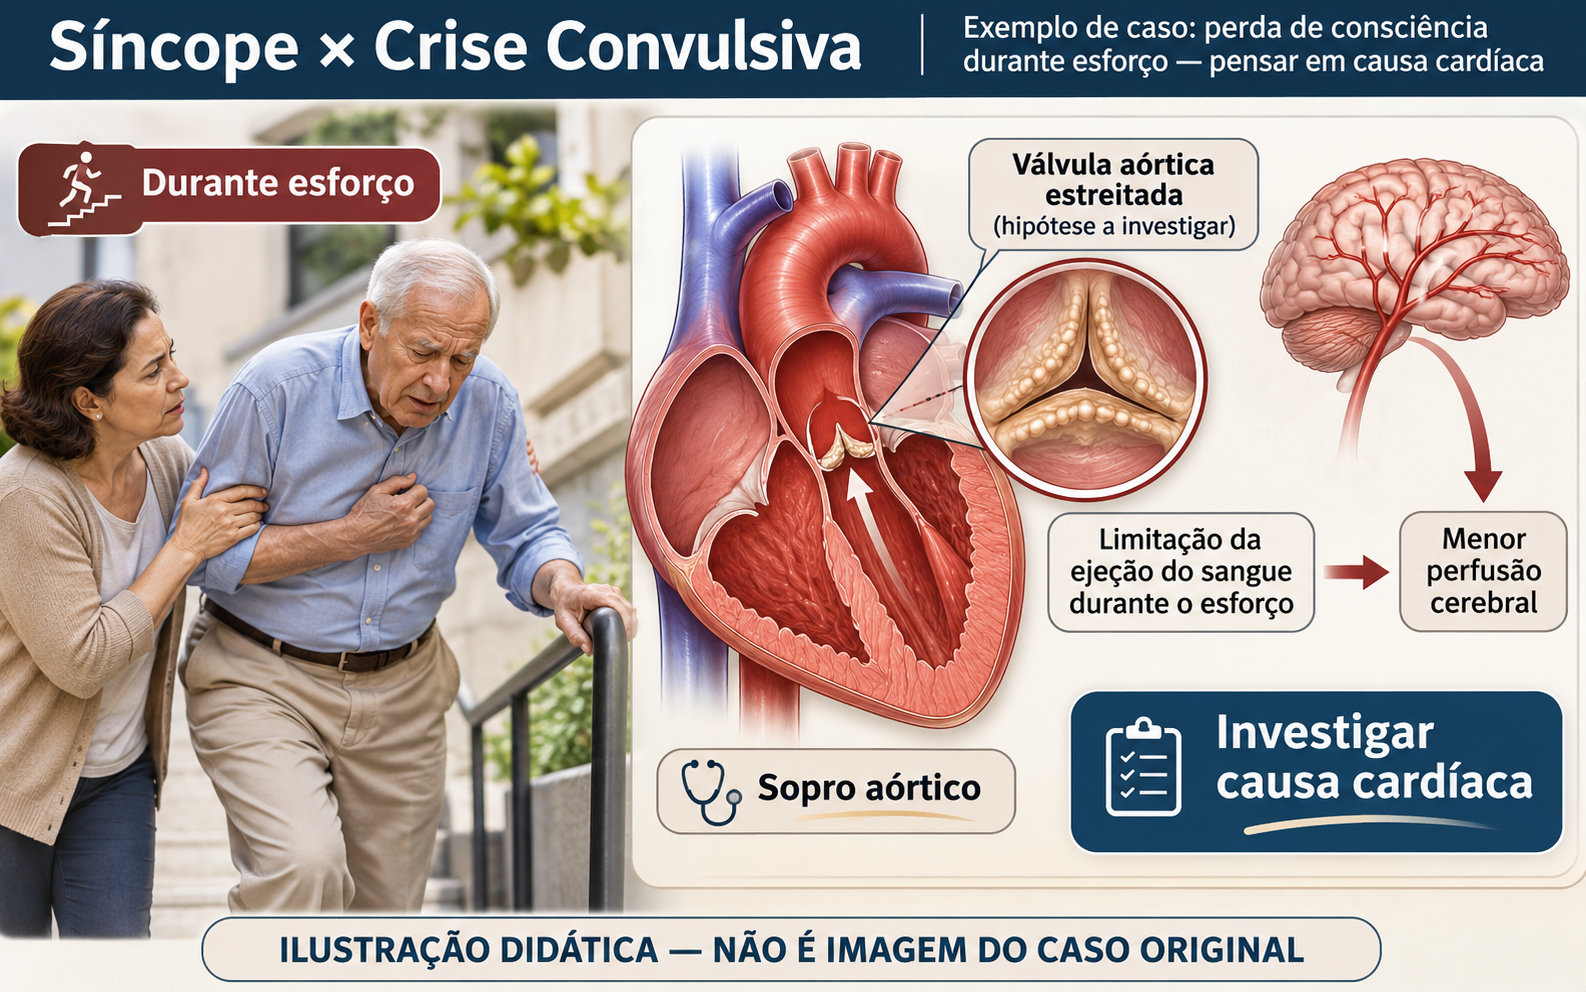 Síncope × Crise Convulsiva
Exemplo de caso: perda de consciência
durante esforço — pensar em causa cardíaca
Durante esforço
Válvula aórtica
estreitada
(hipótese a investigar)
Limitação da
ejeção do sangue
durante o esforço
Menor
perfusão
cerebral
Sopro aórtico
Investigar
causa cardíaca
ILUSTRAÇÃO DIDÁTICA — NÃO É IMAGEM DO CASO ORIGINAL